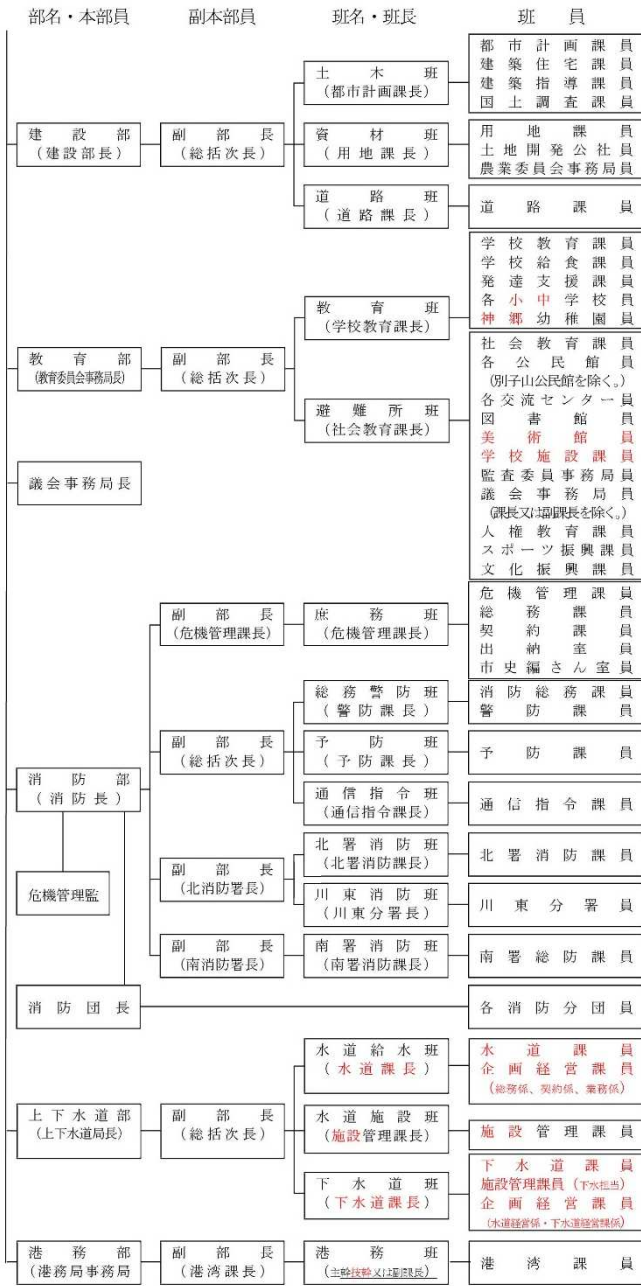 部名・本部員 副本部員 班名・班長 班員
土木班
(都市計画課長)
都市計画課員
建築住宅課員
建築指導課員
国土調査課員
建設部
(建設部長)
副部長
(総括次長)
資材班
(用地課長)
用地課員
土地開発公社員
農業委員会事務局員
道路班
(道路課長)
道路課員
教育班
(学校教育課長)
学校教育課員
学校給食課員
発達支援課員
各小中学校員
神郷幼稚園員
教育部
(教育委員会事務局長)
副部長
(総括次長)
避難所班
(社会教育課長)
社会教育課員
各公民館員
(別子山公民館を除く。)
各交流センター員
図書館員
美術館員
学校施設課員
監査委員事務局員
議会事務局員
(課長又は副課長を除く。)
人権教育課員
スポーツ振興課員
文化振興課員
議会事務局長
副部長
(危機管理課長)
庶務班
(危機管理課長)
危機管理課員
総務課員
契約課員
出納室員
市史編さん室員
消防部
(消防長)
副部長
(総括次長)
総務警防班
(警防課長)
消防総務課員
警防課員
予防班
(予防課長)
予防課員
通信指令班
(通信指令課長)
通信指令課員
危機管理監
副部長
(北消防署長)
北署消防班
(北署消防課長)
北署消防課員
川東消防班
(川東分署長)
川東分署員
副部長
(南消防署長)
南署消防班
(南署消防課長)
南署総防課員
消防団長
各消防分団員
上下水道部
(上下水道局長)
副部長
(総括次長)
水道給水班
(水道課長)
水道課員
企画経営課員
(総務係、契約係、業務係)
水道施設班
(施設管理課長)
施設管理課員
下水道班
(下水道課長)
下水道課員
施設管理課員(下水担当)
企画経営課員
(水道経営係・下水道経営課係)
港務部
(港務局事務局
副部長
(港湾課長)
港務班
(主幹技幹又は副課長)
港湾課員